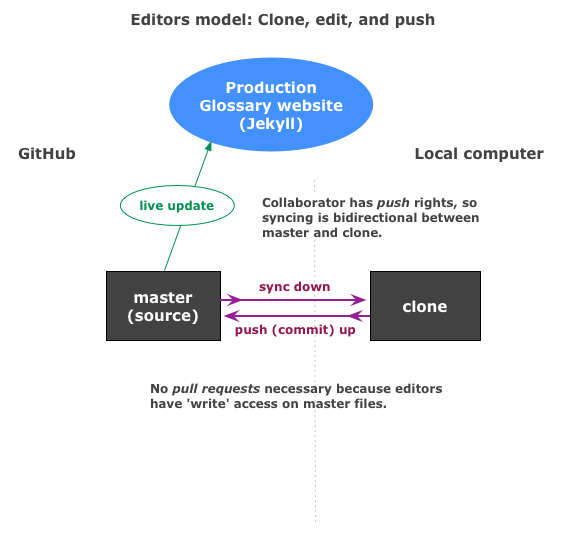 Editors model: Clone, edit, and push
Production
Glossary website
(Jekyll)
GitHub
Local computer
live update
Collaborator has push rights, so
syncing is bidirectional between
master and clone.
master
(source)
sync down
push (commit) up
clone
No pull requests necessary because editors
have 'write' access on master files.